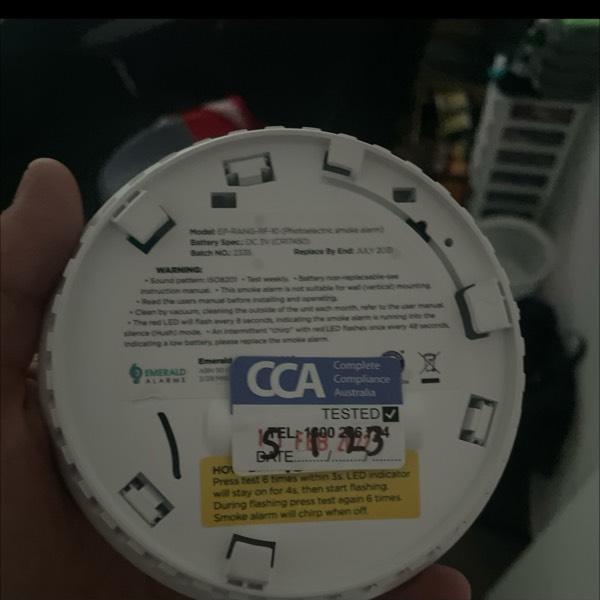 Model: EP-RANG-RF-10 (Photoelectric smoke alarm)
Battery Spec.: DC 3V (CR17450)
Batch NO.: 2335 Replace By End: JULY 2031
WARNING:
• Sound pattern: ISO8201 • Test weekly. • Battery non-replaceable-see
instruction manual. • This smoke alarm is not suitable for wall (vertical) mounting.
• Read the users manual before installing and operating.
• Clean by vacuum, cleaning the outside of the unit each month, refer to the user manual.
• The red LED will flash every 8 seconds, indicating the smoke alarm is running into the
silence (Hush) mode. • An intermittent "chirp" with red LED flashes once every 48 seconds,
indicating a low battery, please replace the smoke alarm.
EMERALD
ALARMS
Emerald
CCA Complete
Compliance
Australia
TESTED
TEL:
FEB
DATE
5 1 23
HOW
Press test 6 times within 3s. LED indicator
will stay on for 4s, then start flashing.
During flashing press test again 6 times.
Smoke alarm will chirp when off.